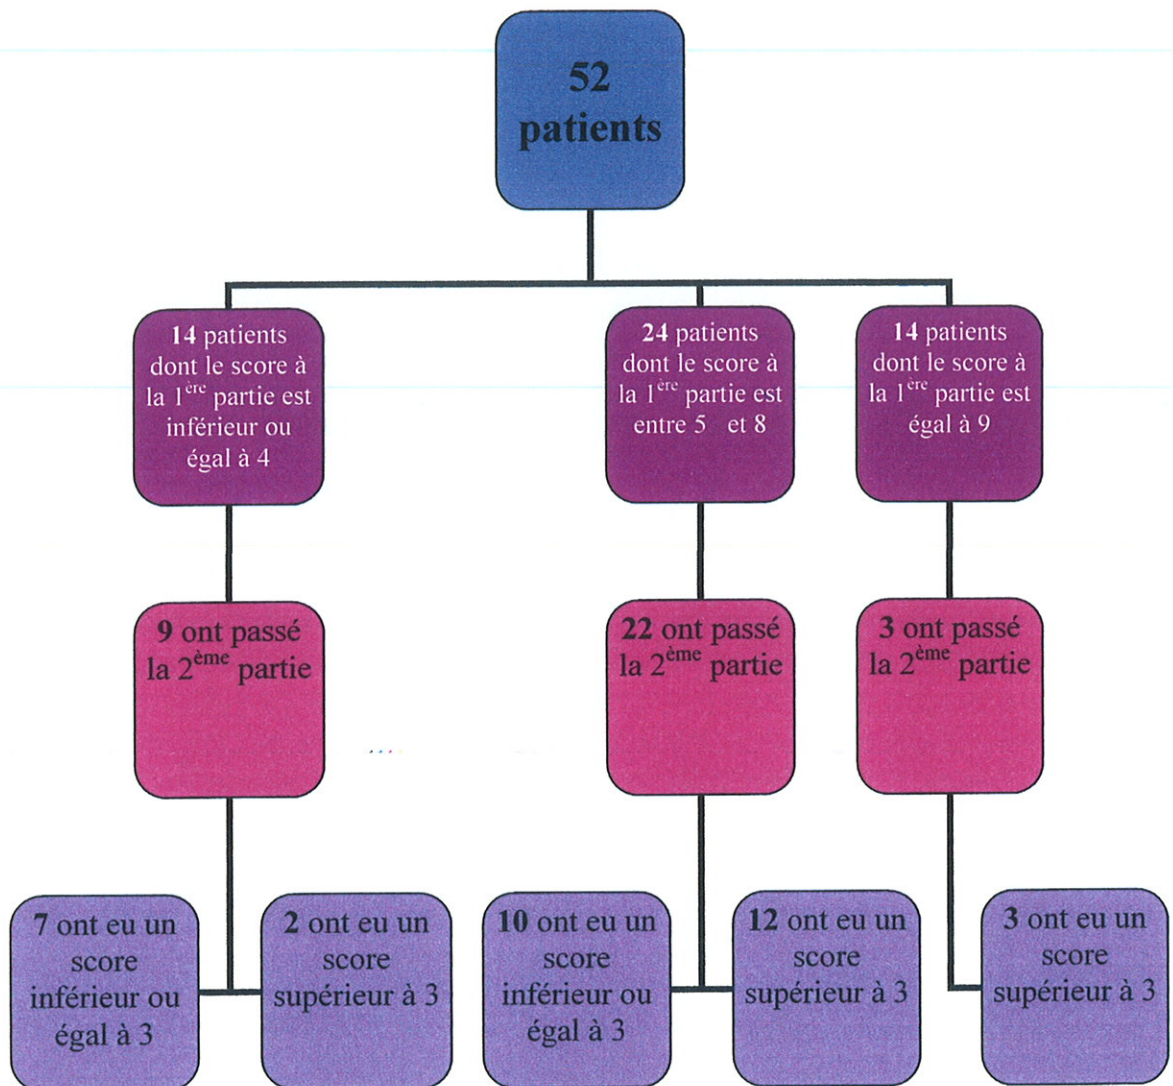 52
patients
14 patients
dont le score à
la 1ère partie est
inférieur ou
égal à 4
24 patients
dont le score à
la 1ère partie est
entre 5 et 8
14 patients
dont le score à
la 1ère partie est
égal à 9
9 ont passé
la 2ème partie
22 ont passé
la 2ème partie
3 ont passé
la 2ème partie
7 ont eu un
score
inférieur ou
égal à 3
2 ont eu un
score
supérieur à 3
10 ont eu un
score
inférieur ou
égal à 3
12 ont eu un
score
supérieur à 3
3 ont eu un
score
supérieur à 3